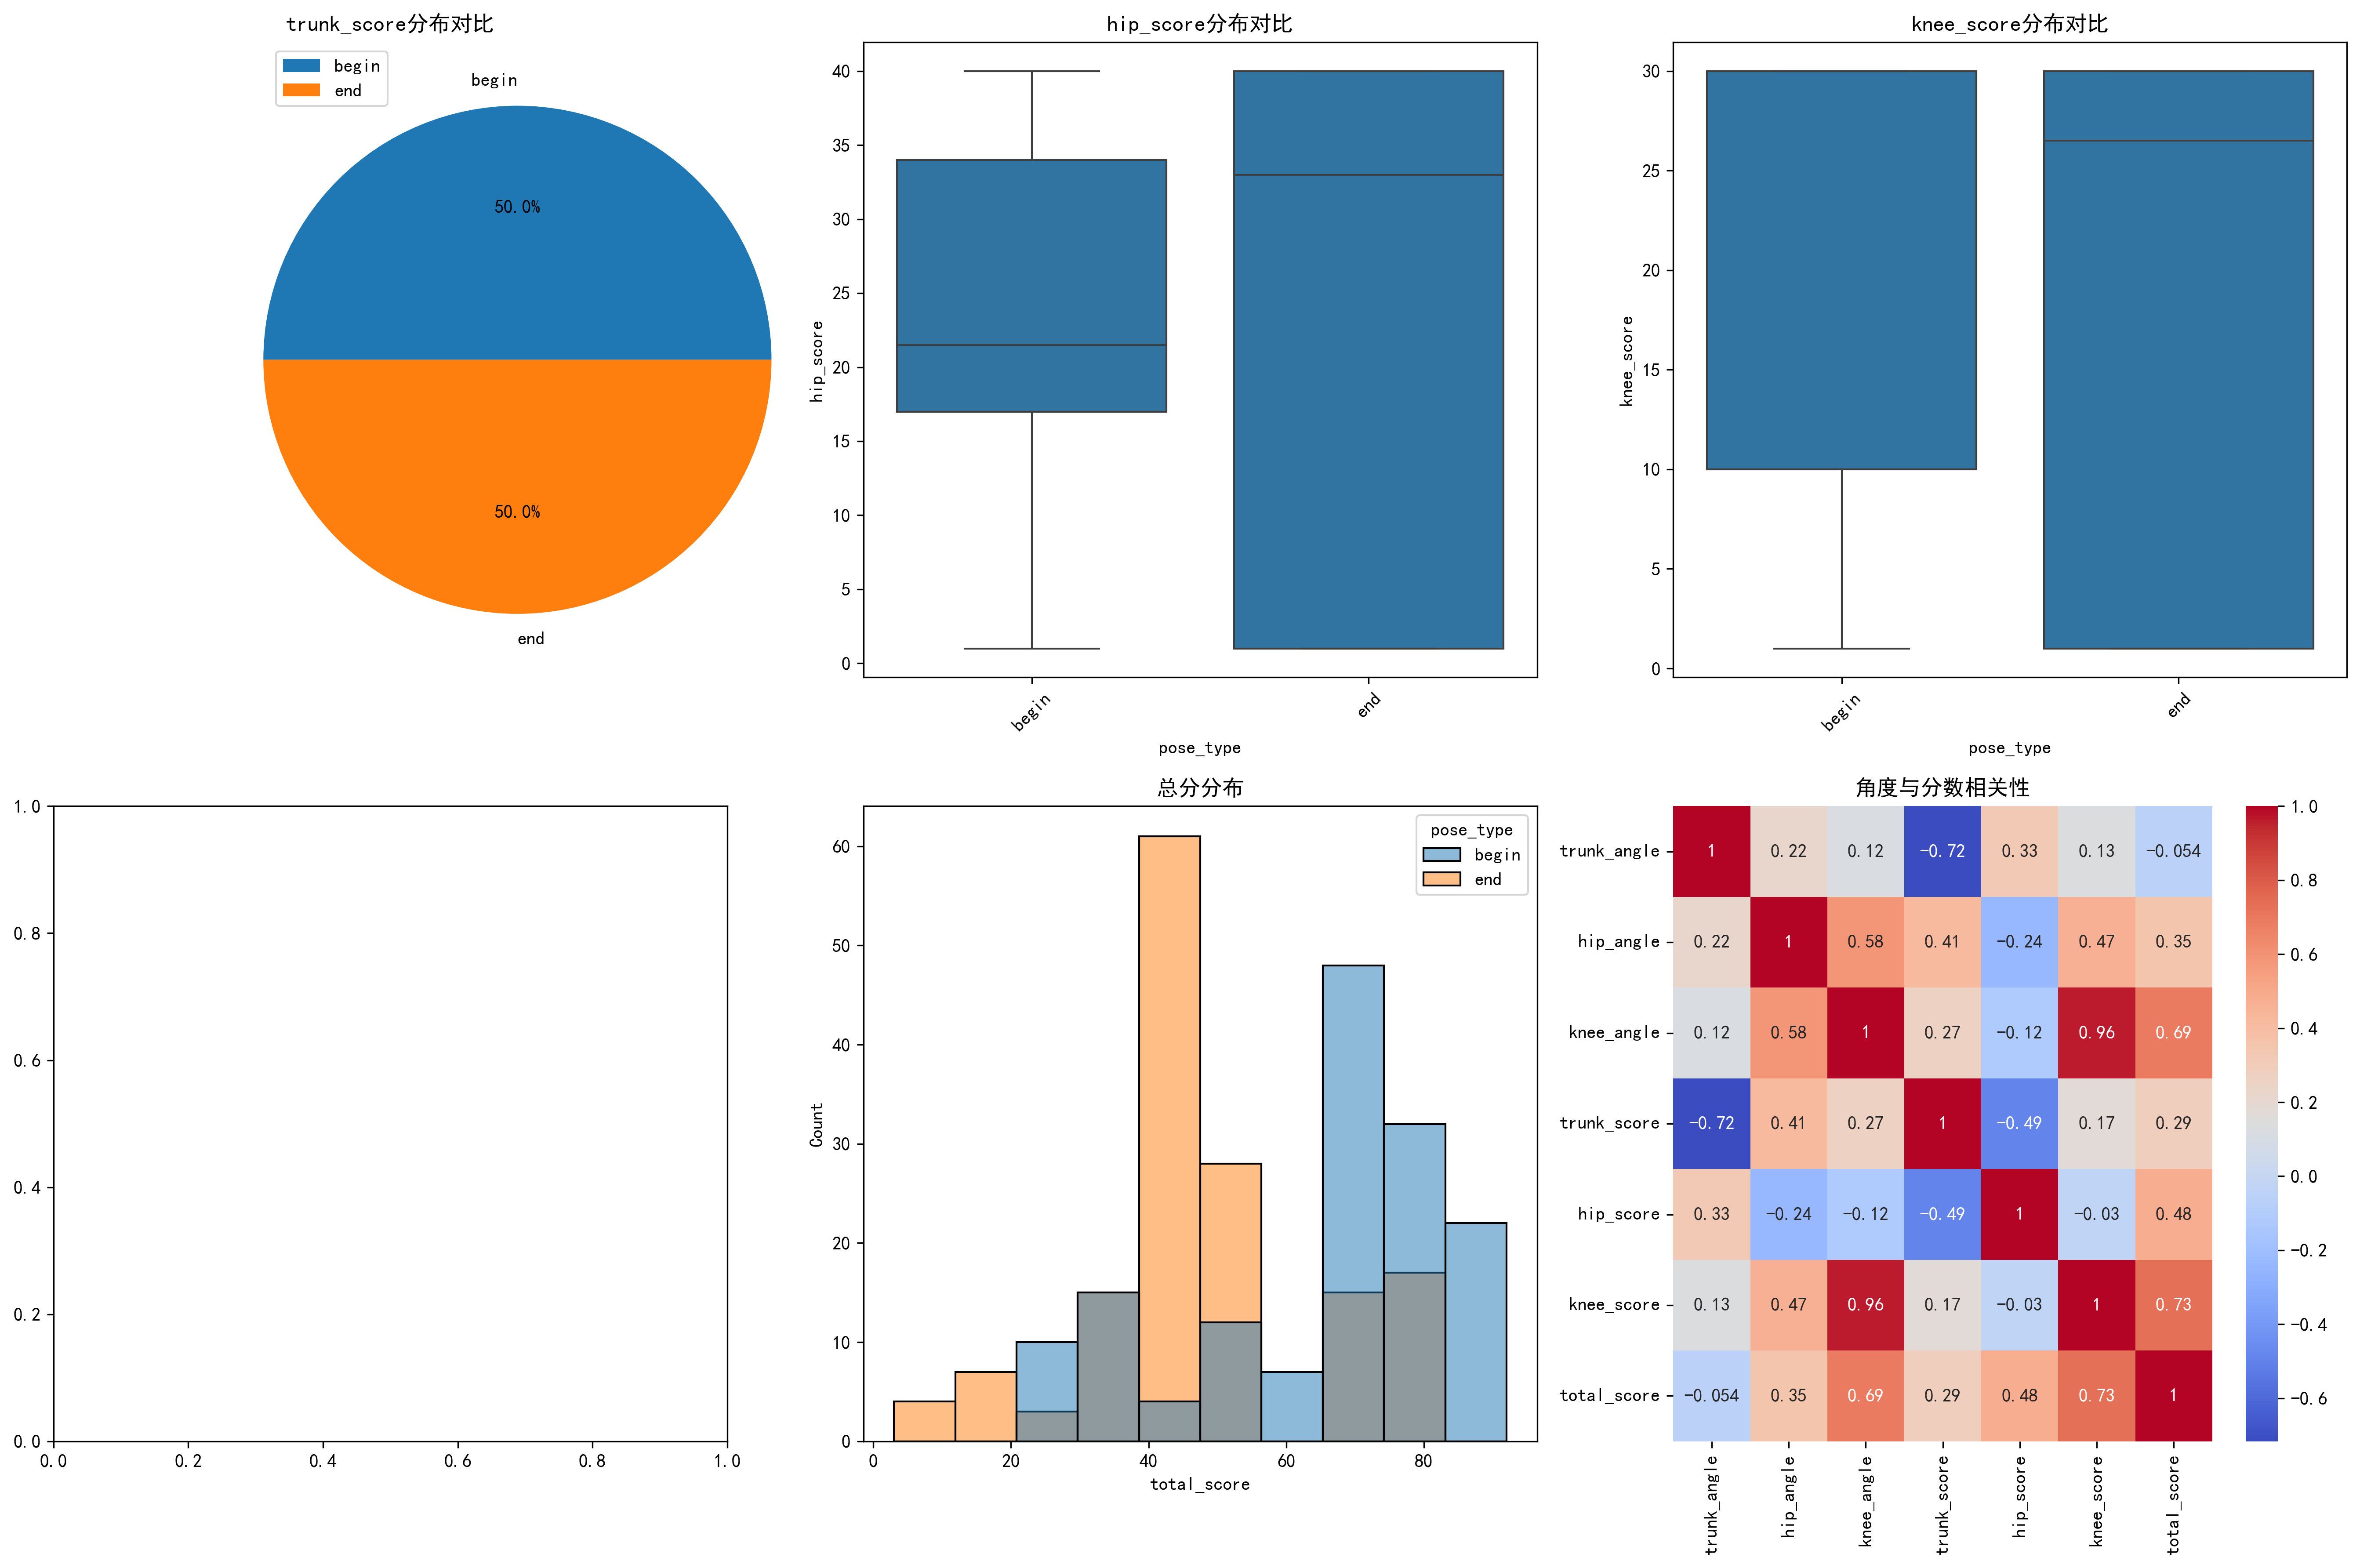 trunk_score分布对比
begin
end
begin
50.0%
50.0%
end
hip_score分布对比
40
35
30
25
20
15
10
5
0
hip_score
begin
end
pose_type
knee_score分布对比
30
25
20
15
10
5
0
knee_score
begin
end
pose_type
1.0
0.8
0.6
0.4
0.2
0.0
0.0 0.2 0.4 0.6 0.8 1.0
总分分布
pose_type
begin
end
60
50
40
30
20
10
0
Count
0 20 40 60 80
total_score
角度与分数相关性
trunk_angle 1 0.22 0.12 −0.72 0.33 0.13 −0.054
hip_angle 0.22 1 0.58 0.41 −0.24 0.47 0.35
knee_angle 0.12 0.58 1 0.27 −0.12 0.96 0.69
trunk_score −0.72 0.41 0.27 1 −0.49 0.17 0.29
hip_score 0.33 −0.24 −0.12 −0.49 1 −0.03 0.48
knee_score 0.13 0.47 0.96 0.17 −0.03 1 0.73
total_score −0.054 0.35 0.69 0.29 0.48 0.73 1
trunk_angle
hip_angle
knee_angle
trunk_score
hip_score
knee_score
total_score
1.0
0.8
0.6
0.4
0.2
0.0
−0.2
−0.4
−0.6